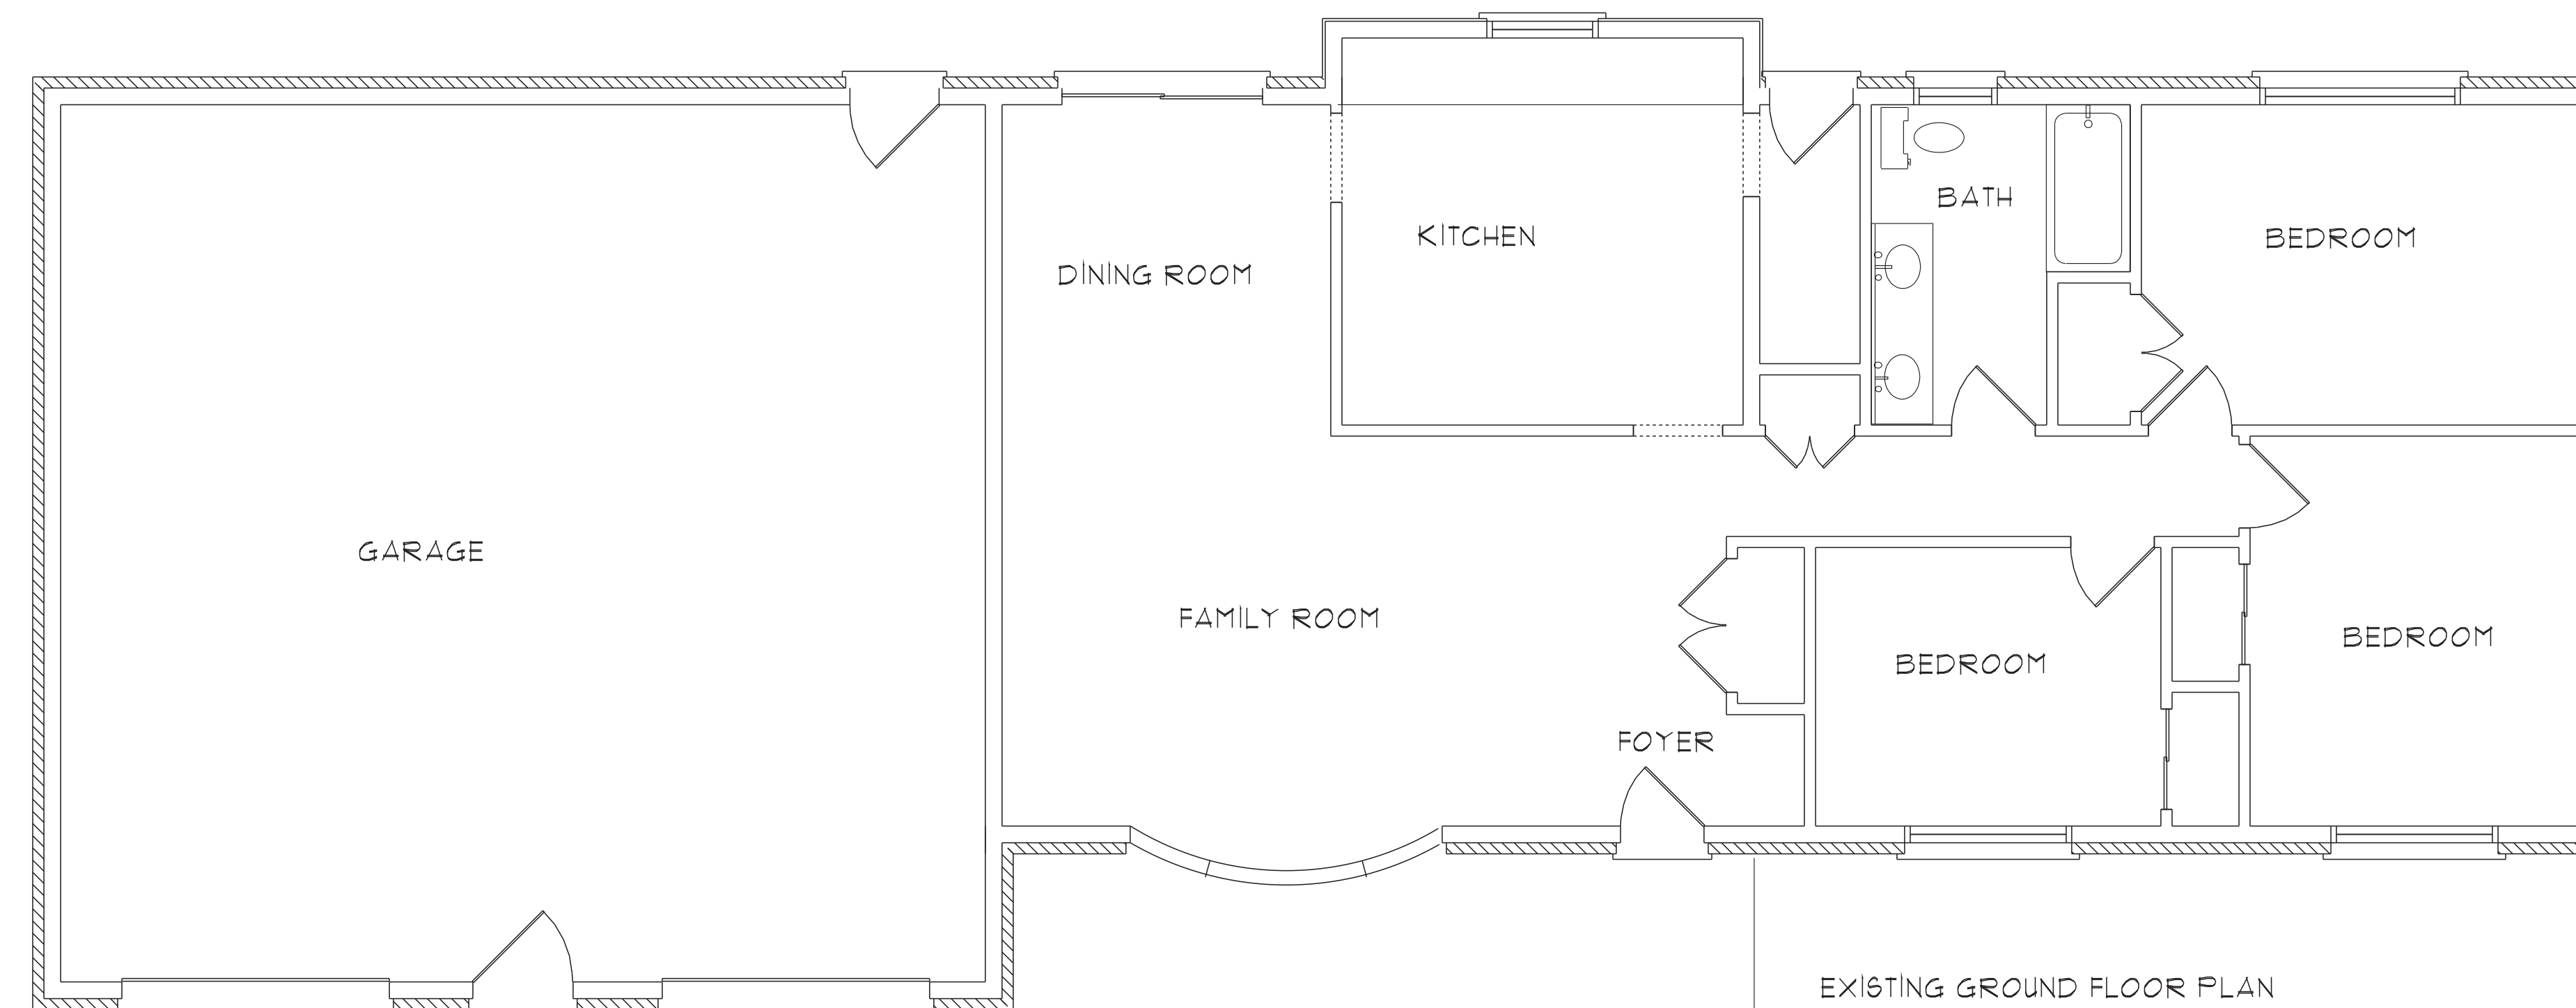 BATH
KITCHEN
BEDROOM
DINING ROOM
GARAGE
FAMILY ROOM
BEDROOM
BEDROOM
FOYER
EXISTING GROUND FLOOR PLAN